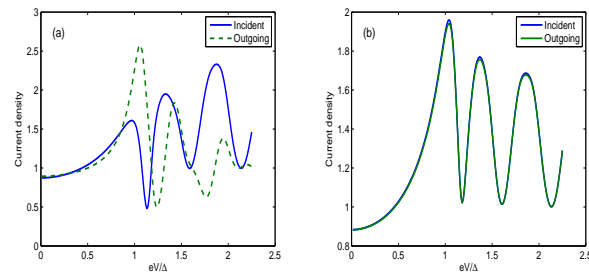 (a)
Incident
Outgoing
Current density
3
2.5
2
1.5
1
0.5
0
0
0.5
1
1.5
2
2.5
eV/Δ
(b)
Incident
Outgoing
Current density
2
1.8
1.6
1.4
1.2
1
0.8
0
0.5
1
1.5
2
2.5
eV/Δ